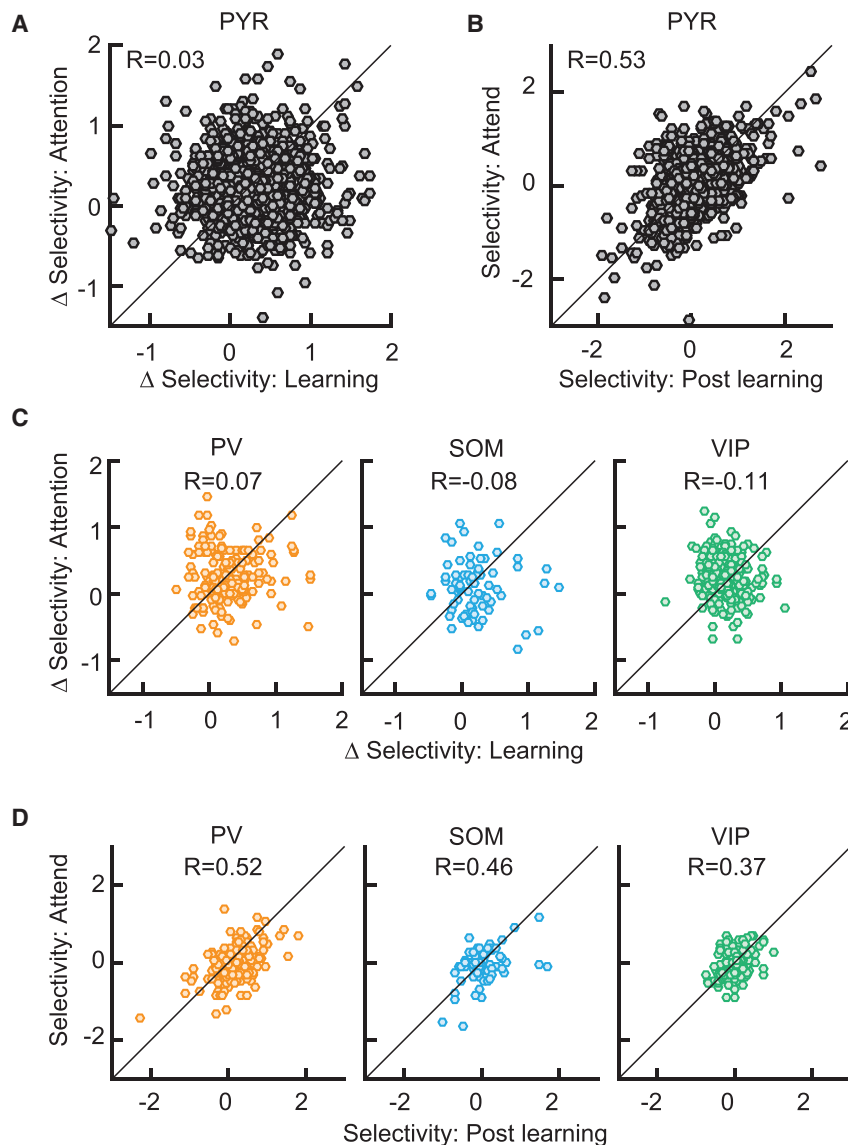 A
PYR
R=0.03
2
1
0
-1
Δ Selectivity: Attention
-1
0
1
2
Δ Selectivity: Learning
B
PYR
R=0.53
2
0
-2
Selectivity: Attend
-2
0
2
Selectivity: Post learning
C
PV
R=0.07
SOM
R=-0.08
VIP
R=-0.11
2
1
0
-1
Δ Selectivity: Attention
-1 0 1 2
-1 0 1 2
-1 0 1 2
Δ Selectivity: Learning
D
PV
R=0.52
SOM
R=0.46
VIP
R=0.37
2
0
-2
Selectivity: Attend
-2 0 2
-2 0 2
-2 0 2
Selectivity: Post learning